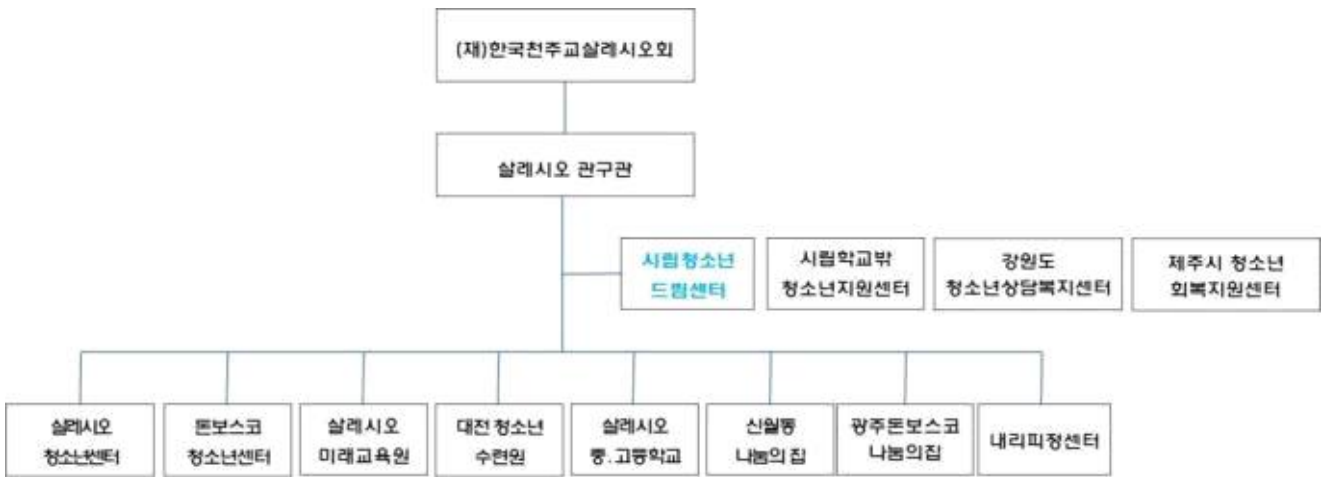 (재)한국천주교살레시오회
살레시오 관구관
시립청소년
드림센터
시립학교밖
청소년지원센터
강원도
청소년상담복지센터
제주시 청소년
회복지원센터
살레시오
청소년센터
돈보스코
청소년센터
살레시오
미래교육원
대전 청소년
수련원
살레시오
중.고등학교
신월동
나눔의 집
광주돈보스코
나눔의집
내리피정센터